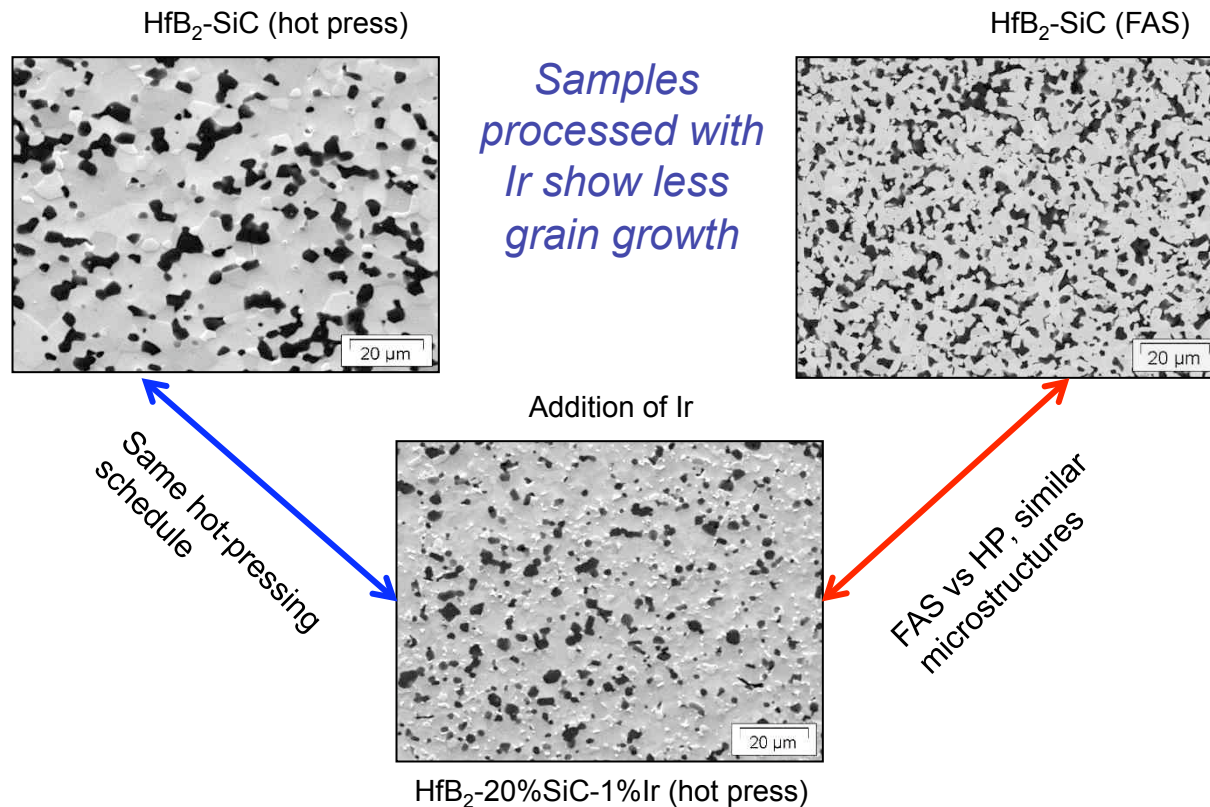 HfB₂-SiC (hot press)
HfB₂-SiC (FAS)
Samples
processed with
Ir show less
grain growth
20 µm
20 µm
Addition of Ir
Same hot-pressing
schedule
FAS vs HP, similar
microstructures
20 µm
HfB₂-20%SiC-1%Ir (hot press)